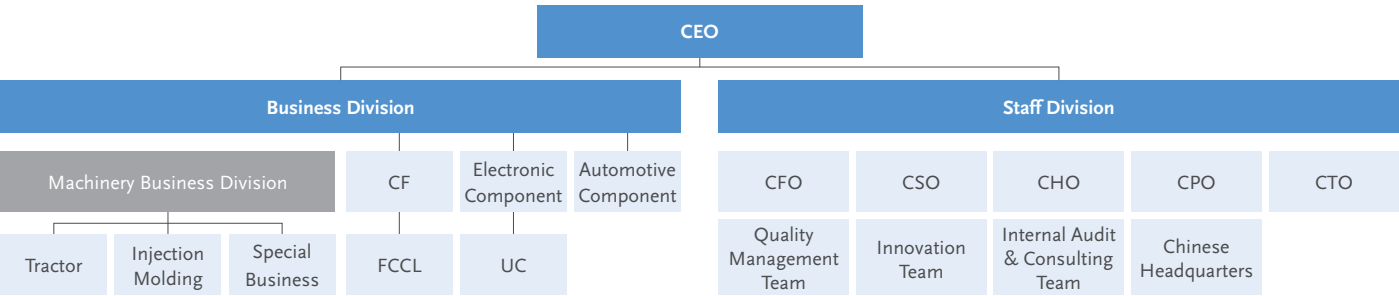 CEO
Business Division
Staff Division
Machinery Business Division
CF
Electronic
Component
Automotive
Component
CFO
CSO
CHO
CPO
CTO
Tractor
Injection
Molding
Special
Business
FCCL
UC
Quality
Management
Team
Innovation
Team
Internal Audit
& Consulting
Team
Chinese
Headquarters